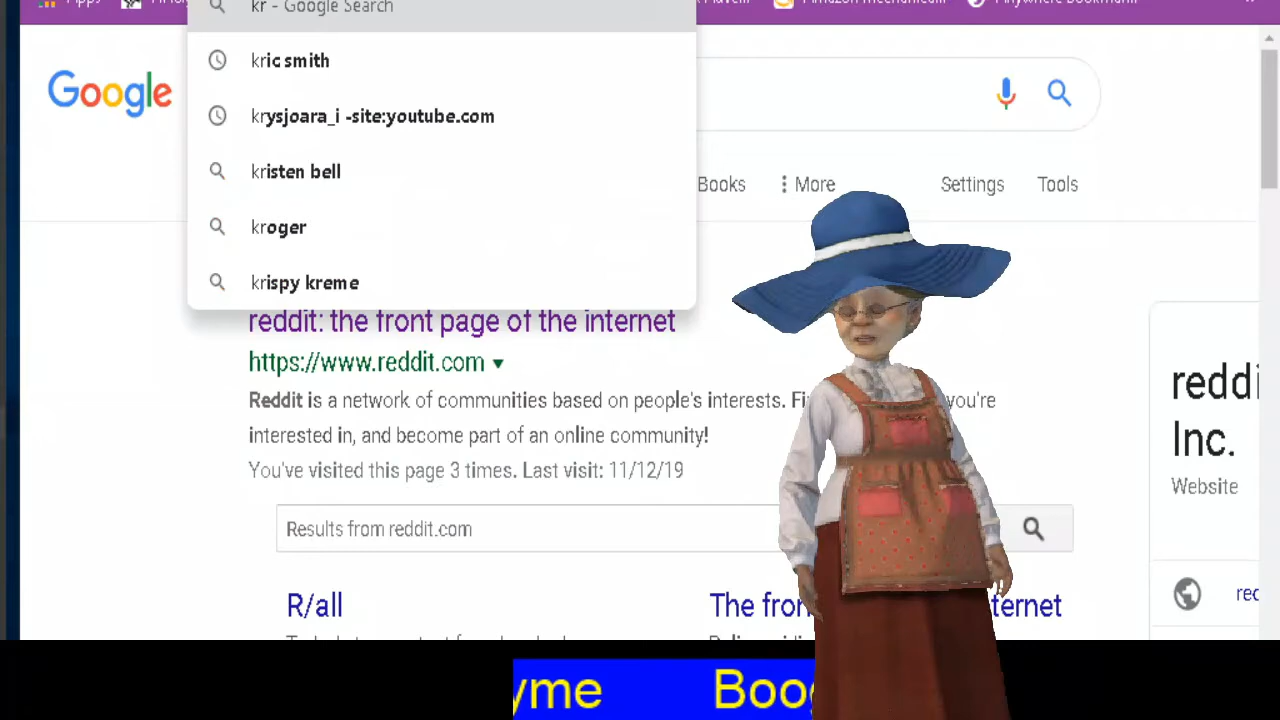 Apps
kr - Google Search
Google
kric smith
krysjoara_i -site:youtube.com
kristen bell
kroger
krispy kreme
Books
More
Settings
Tools
reddit: the front page of the internet
https://www.reddit.com
Reddit is a network of communities based on people's interests. Fi you're
interested in, and become part of an online community!
You've visited this page 3 times. Last visit: 11/12/19
Results from reddit.com
R/all
The fron ternet
reddi
Inc.
Website
rec
yme Boog